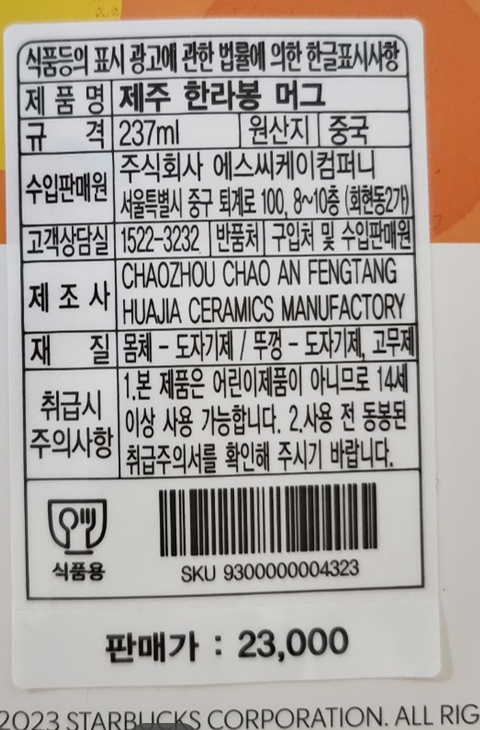 식품등의 표시 광고에 관한 법률에 의한 한글표시사항
제 품 명 제주 한라봉 머그
규 격 237ml 원산지 중국
수입판매원 주식회사 에스씨케이컴퍼니
서울특별시 중구 퇴계로 100, 8~10층 (회현동2가)
고객상담실 1522-3232 반품처 구입처 및 수입판매원
제 조 사 CHAOZHOU CHAO AN FENGTANG
HUAJIA CERAMICS MANUFACTORY
재 질 몸체 - 도자기제 / 뚜껑 - 도자기제, 고무제
취급시 주의사항 1.본 제품은 어린이제품이 아니므로 14세
이상 사용 가능합니다. 2.사용 전 동봉된
취급주의서를 확인해 주시기 바랍니다.
식품용
SKU 9300000004323
판매가 : 23,000
2023 STARBUCKS CORPORATION. ALL RIG